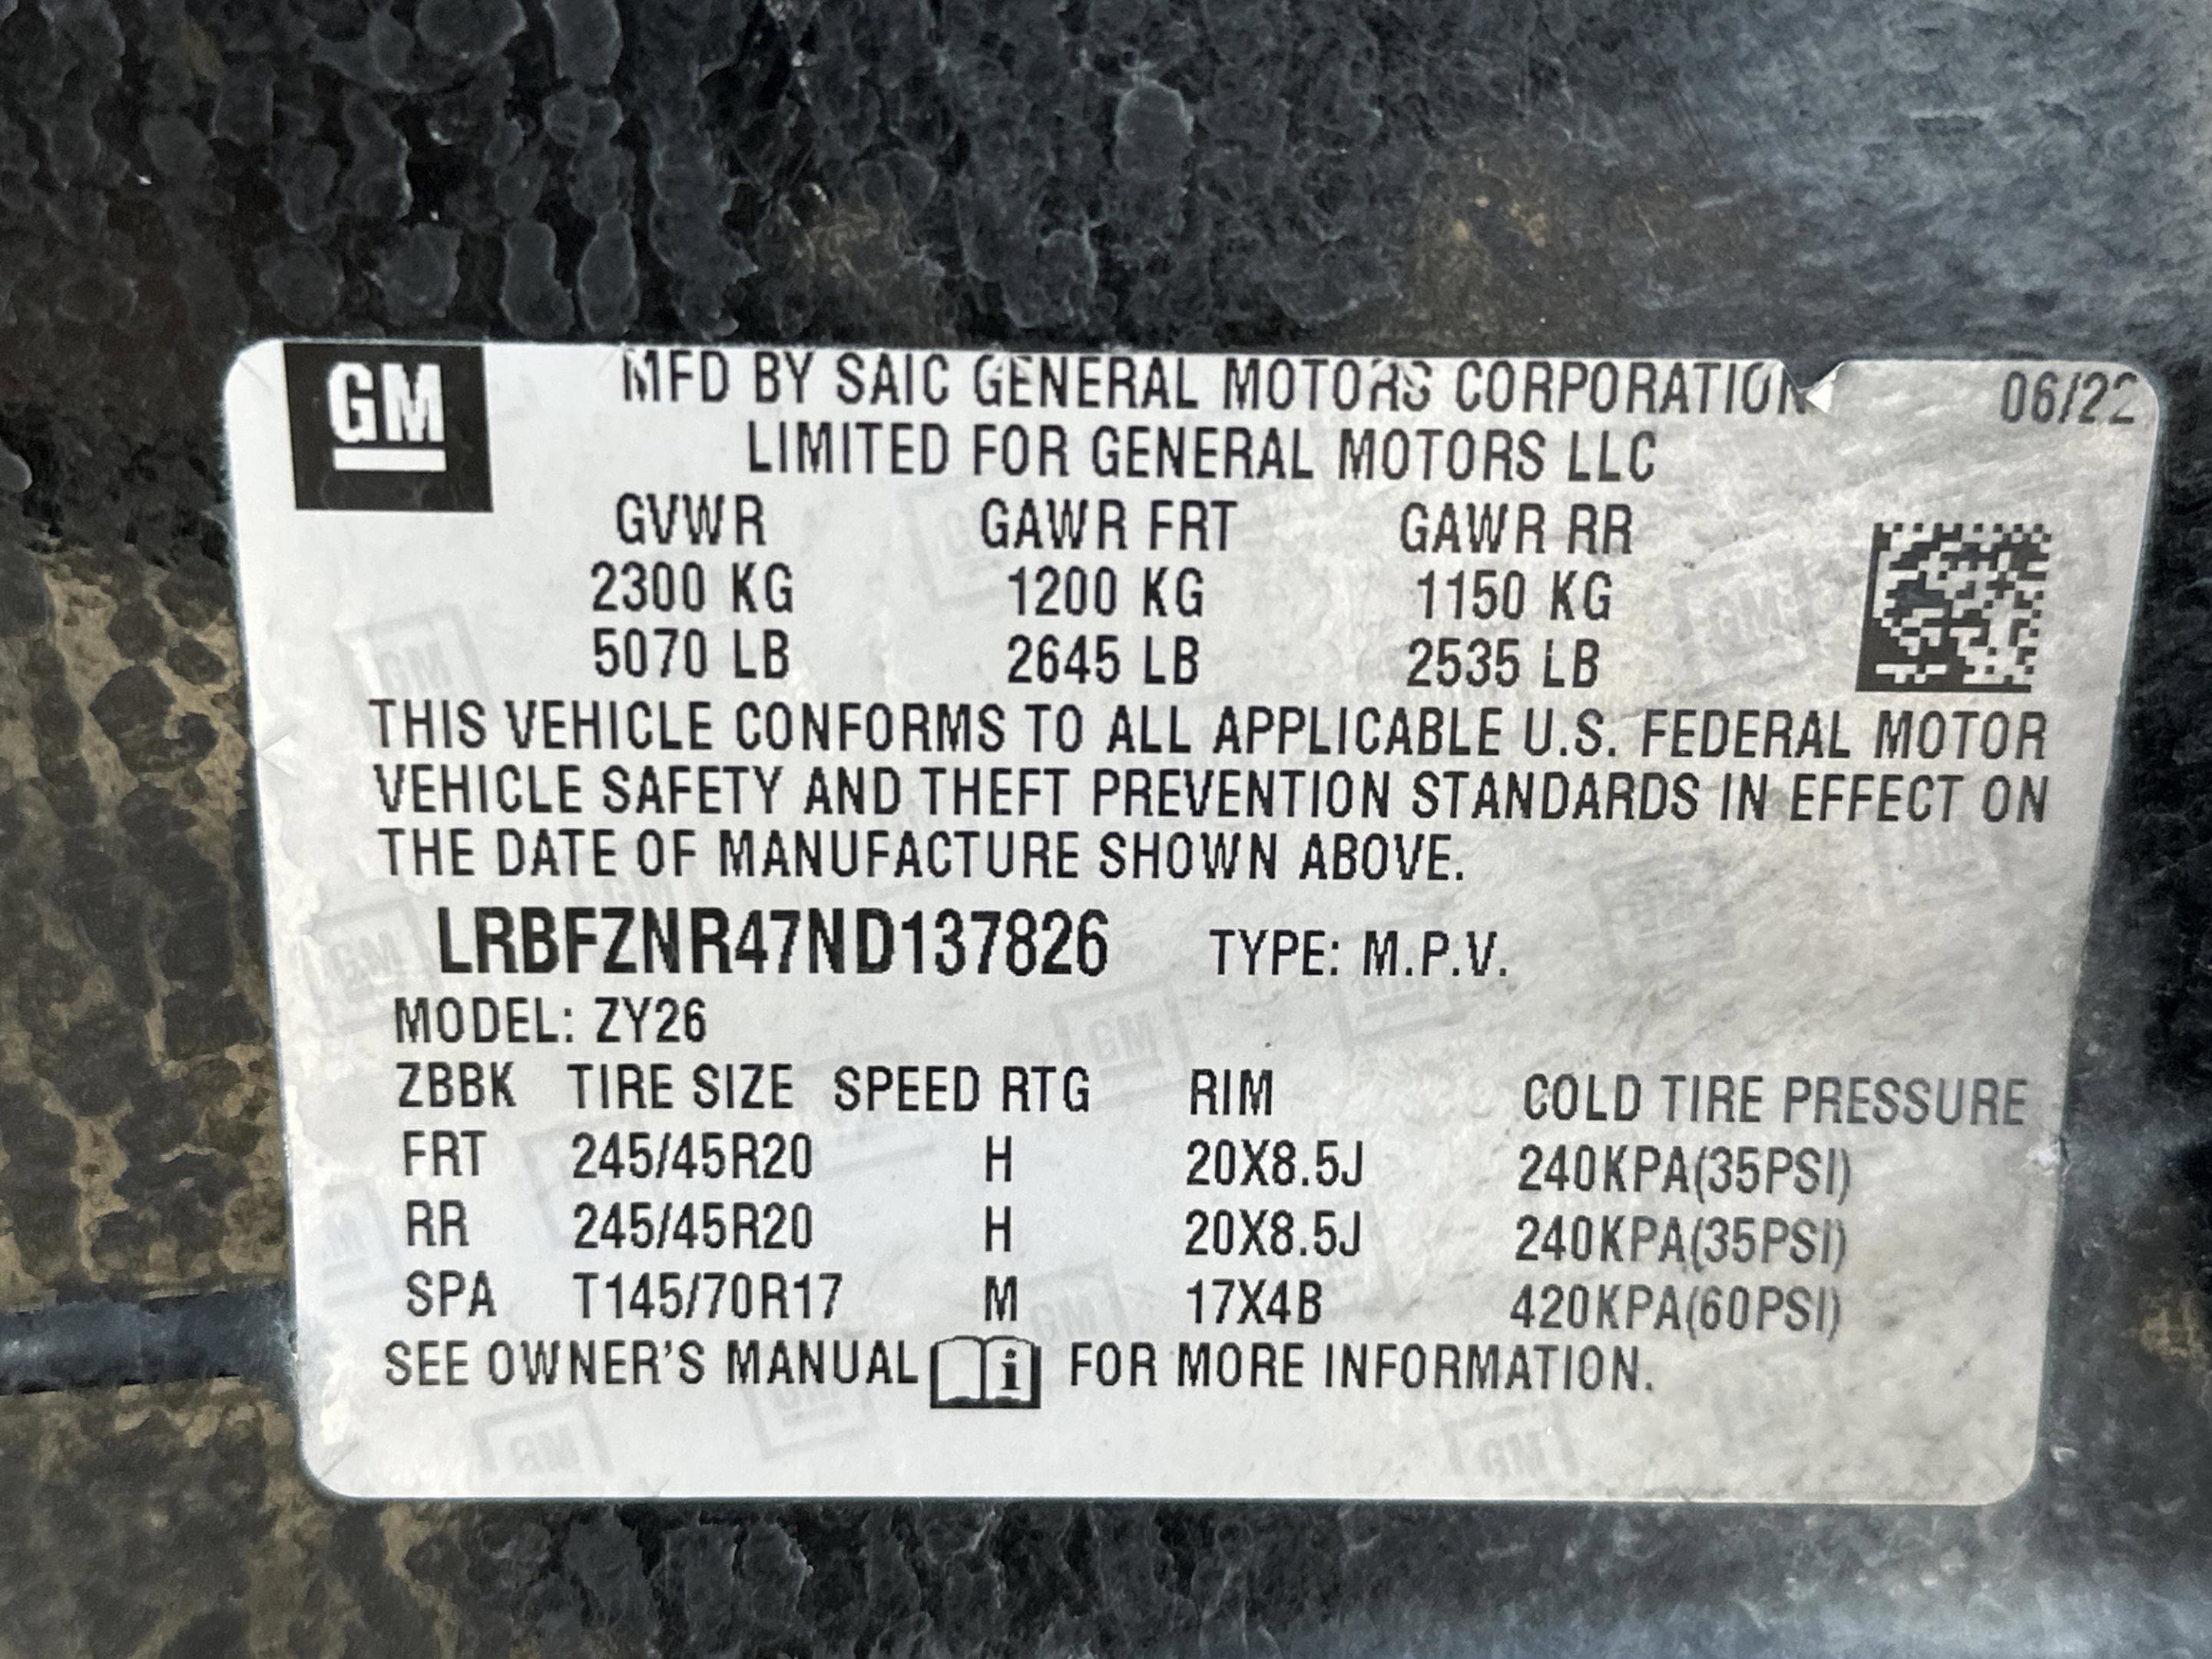 GM MFD BY SAIC GENERAL MOTORS CORPORATION 06/22
LIMITED FOR GENERAL MOTORS LLC
GVWR GAWR FRT GAWR RR
2300 KG 1200 KG 1150 KG
5070 LB 2645 LB 2535 LB
THIS VEHICLE CONFORMS TO ALL APPLICABLE U.S. FEDERAL MOTOR
VEHICLE SAFETY AND THEFT PREVENTION STANDARDS IN EFFECT ON
THE DATE OF MANUFACTURE SHOWN ABOVE.
LRBFZNR47ND137826 TYPE: M.P.V.
MODEL: ZY26
ZBBK TIRE SIZE SPEED RTG RIM COLD TIRE PRESSURE
FRT 245/45R20 H 20X8.5J 240KPA(35PSI)
RR 245/45R20 H 20X8.5J 240KPA(35PSI)
SPA T145/70R17 M 17X4B 420KPA(60PSI)
SEE OWNER'S MANUAL i FOR MORE INFORMATION.